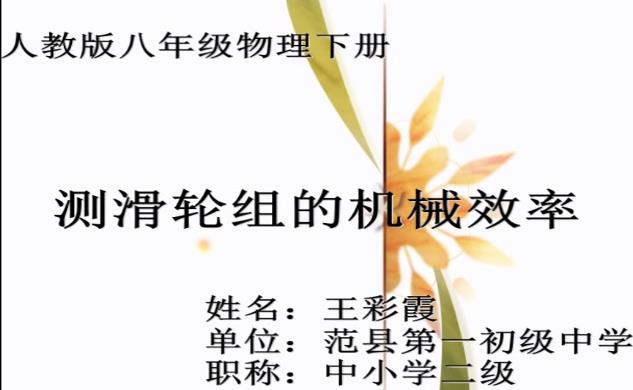 人教版八年级物理下册
测滑轮组的机械效率
姓名：王彩霞
单位：范县第一初级中学
职称：中小学二级